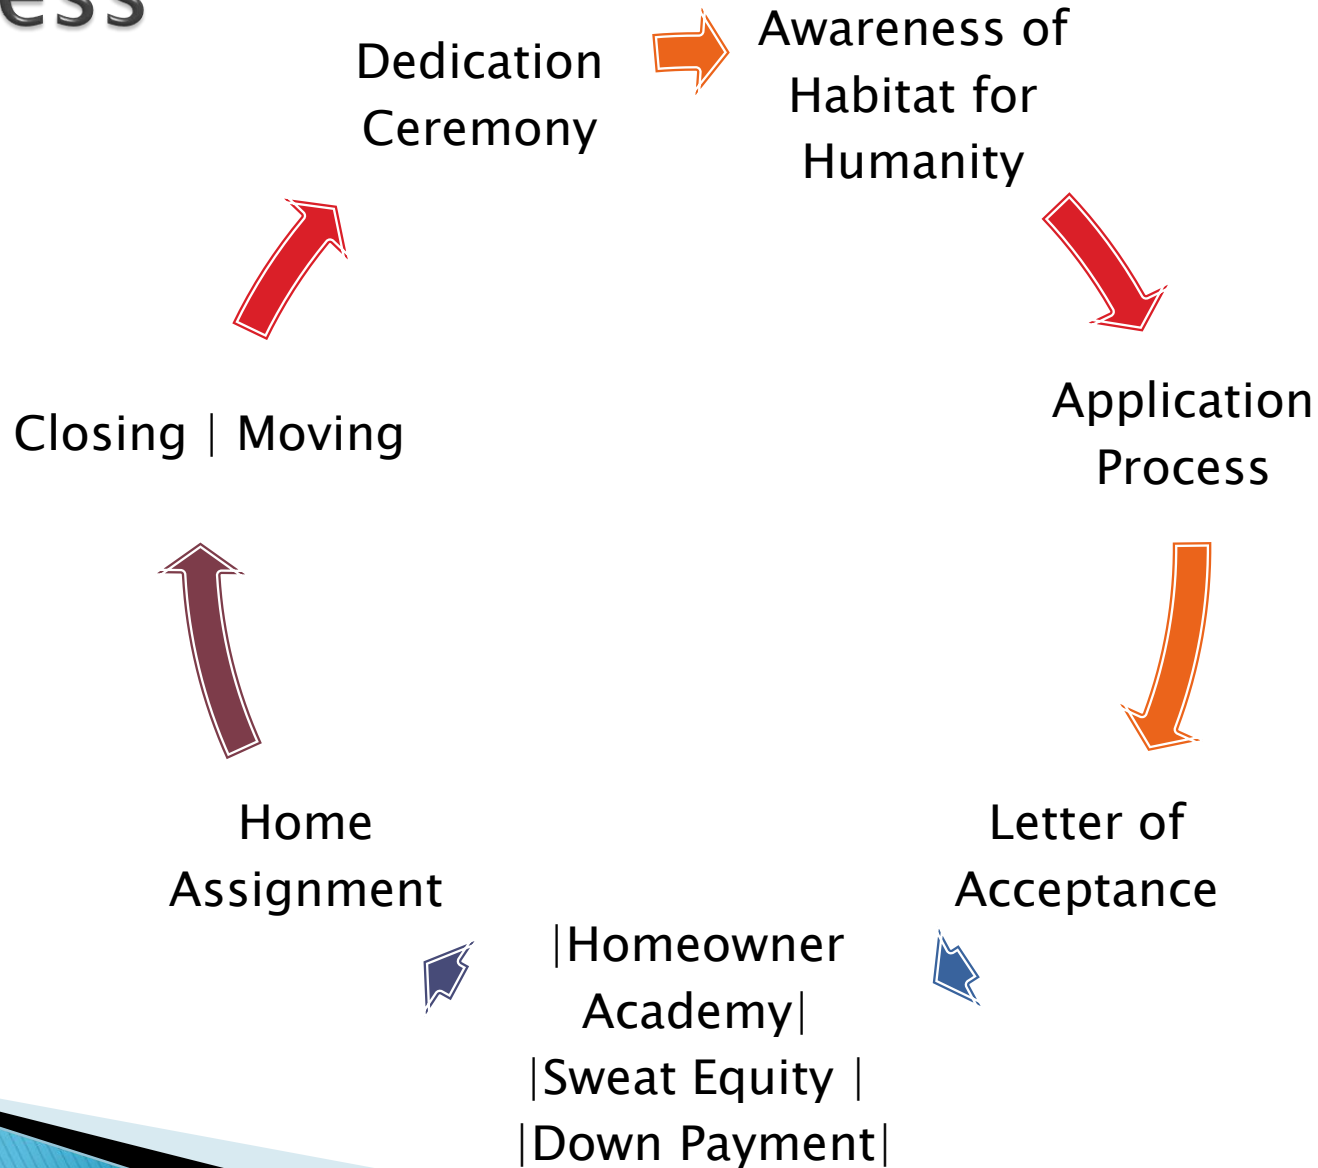 ess
Awareness of
Habitat for
Humanity
Application
Process
Letter of
Acceptance
|Homeowner
Academy|
|Sweat Equity |
|Down Payment|
Home
Assignment
Closing | Moving
Dedication
Ceremony